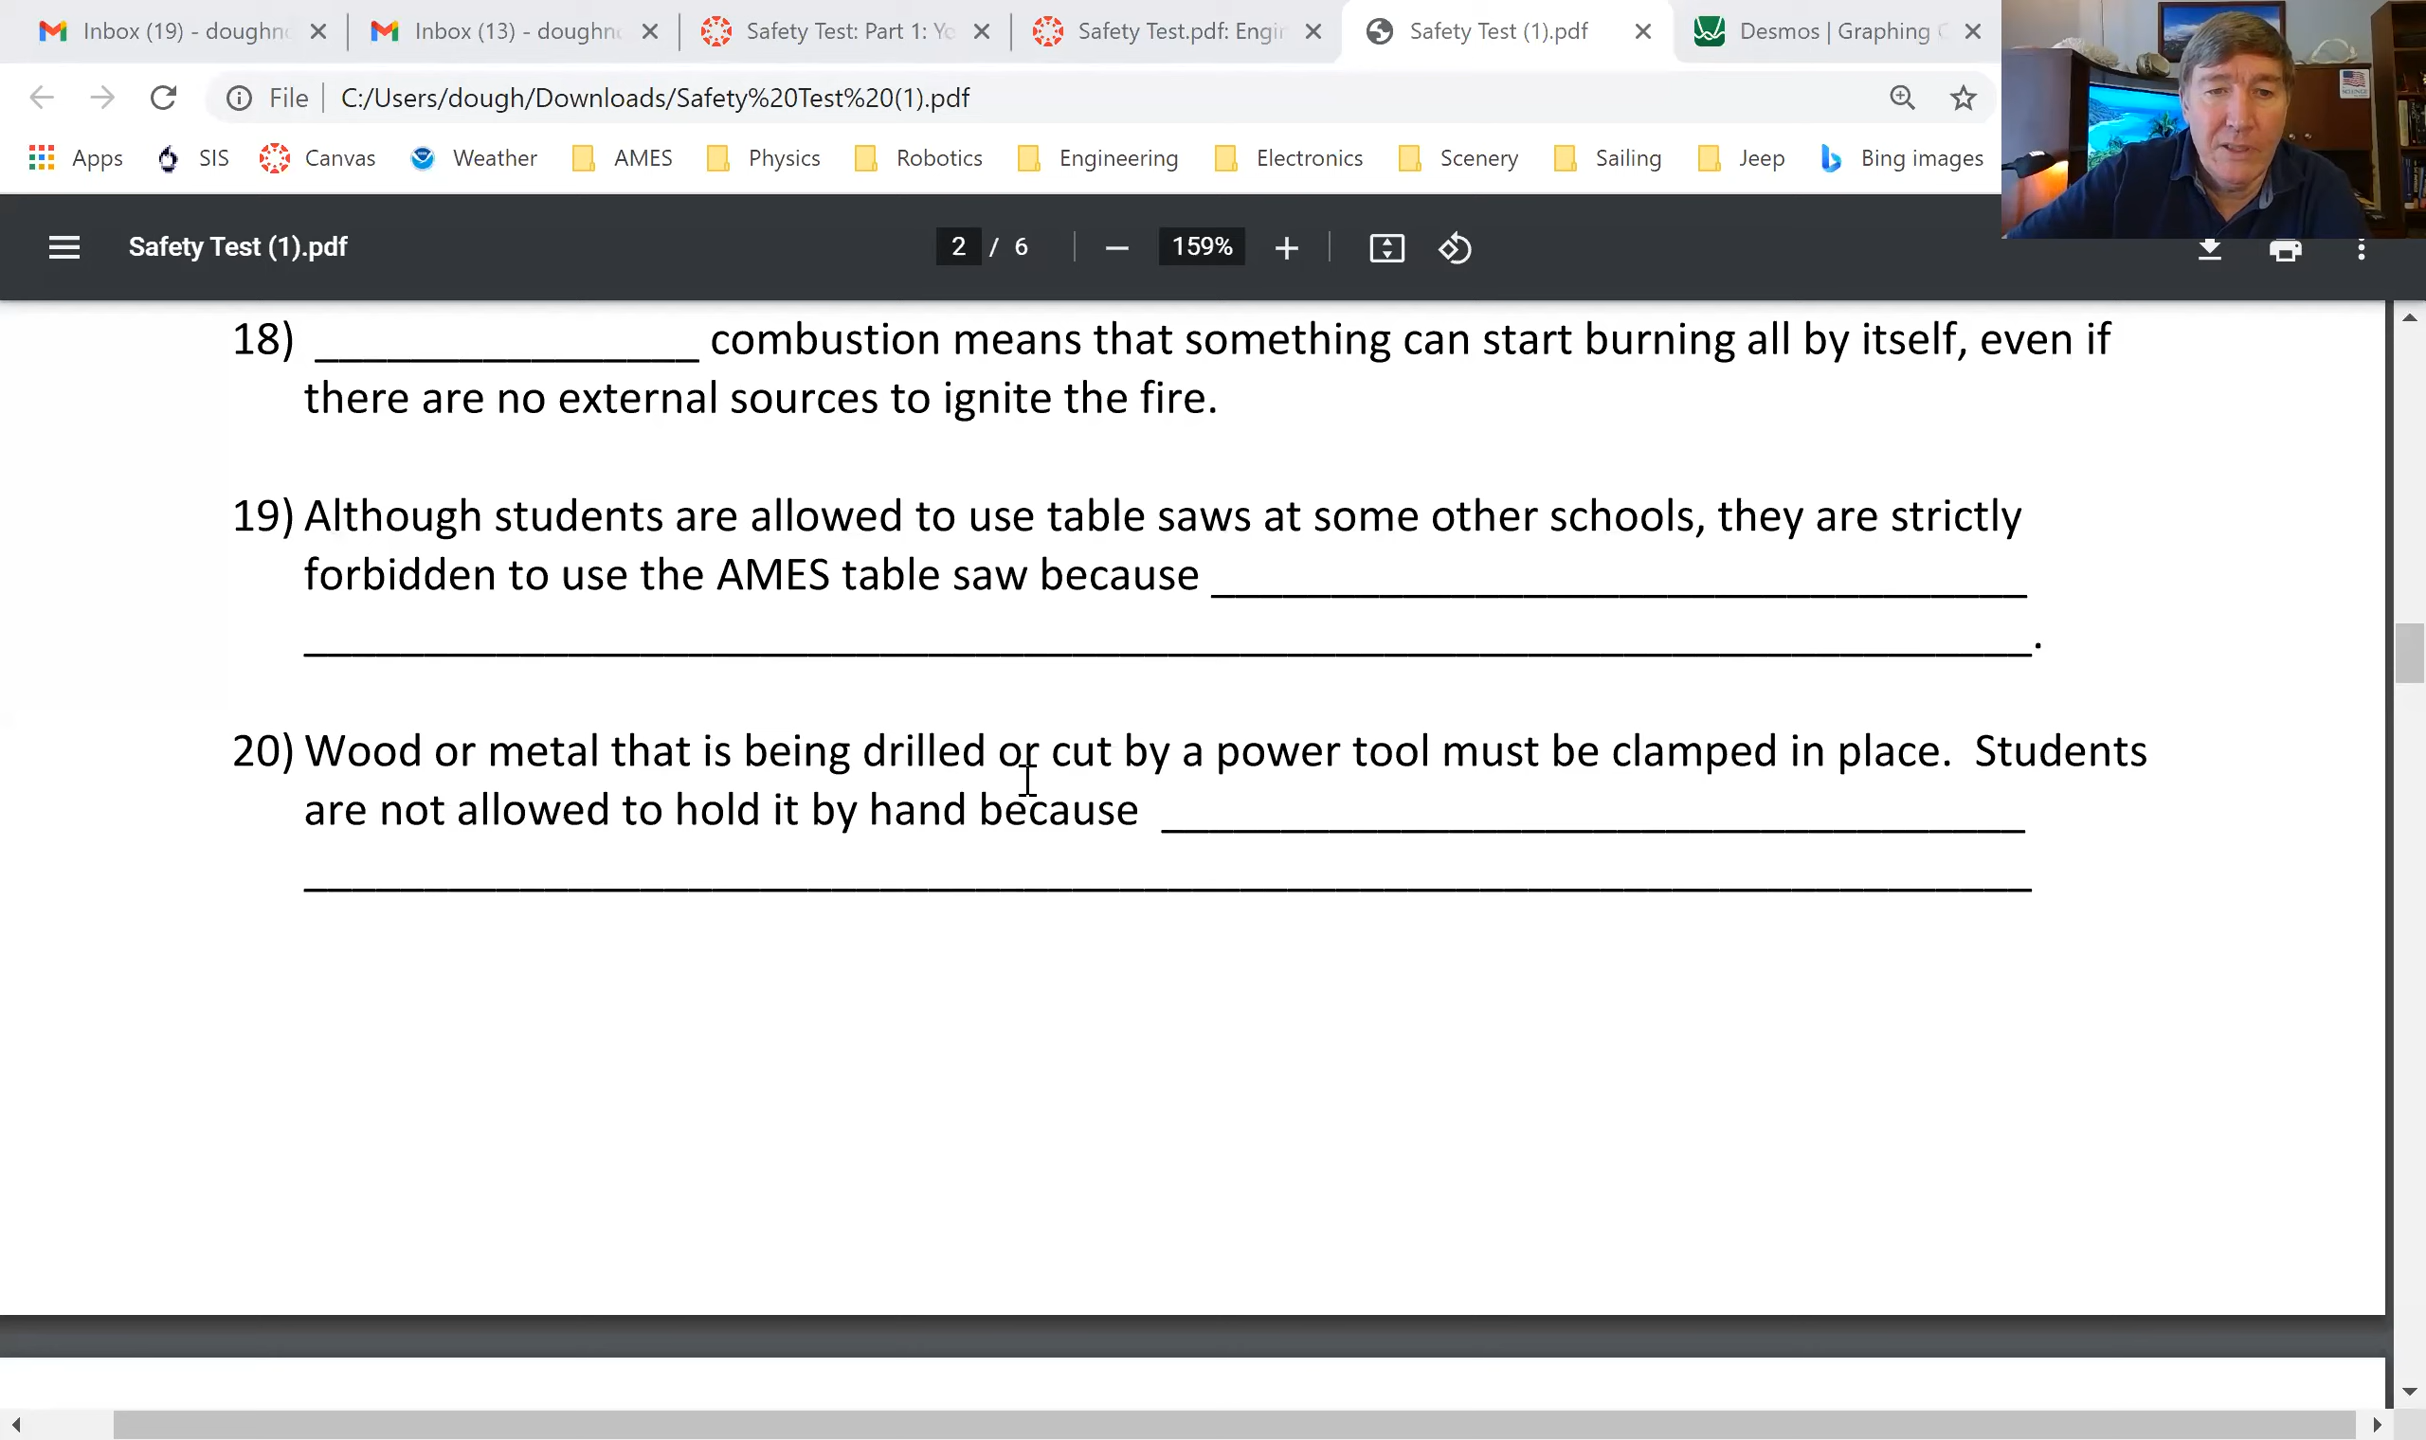 Inbox (19) - doughn
Inbox (13) - doughn
Safety Test: Part 1: Yo
Safety Test.pdf: Engin
Safety Test (1).pdf
Desmos | Graphing C
File | C:/Users/dough/Downloads/Safety%20Test%20(1).pdf
Apps SIS Canvas Weather AMES Physics Robotics Engineering Electronics Scenery Sailing Jeep Bing images
Safety Test (1).pdf 2 / 6 159%
18) ________________ combustion means that something can start burning all by itself, even if
there are no external sources to ignite the fire.
19) Although students are allowed to use table saws at some other schools, they are strictly
forbidden to use the AMES table saw because __________________________________
________________________________________________________________________.
20) Wood or metal that is being drilled or cut by a power tool must be clamped in place. Students
are not allowed to hold it by hand because ____________________________________
________________________________________________________________________